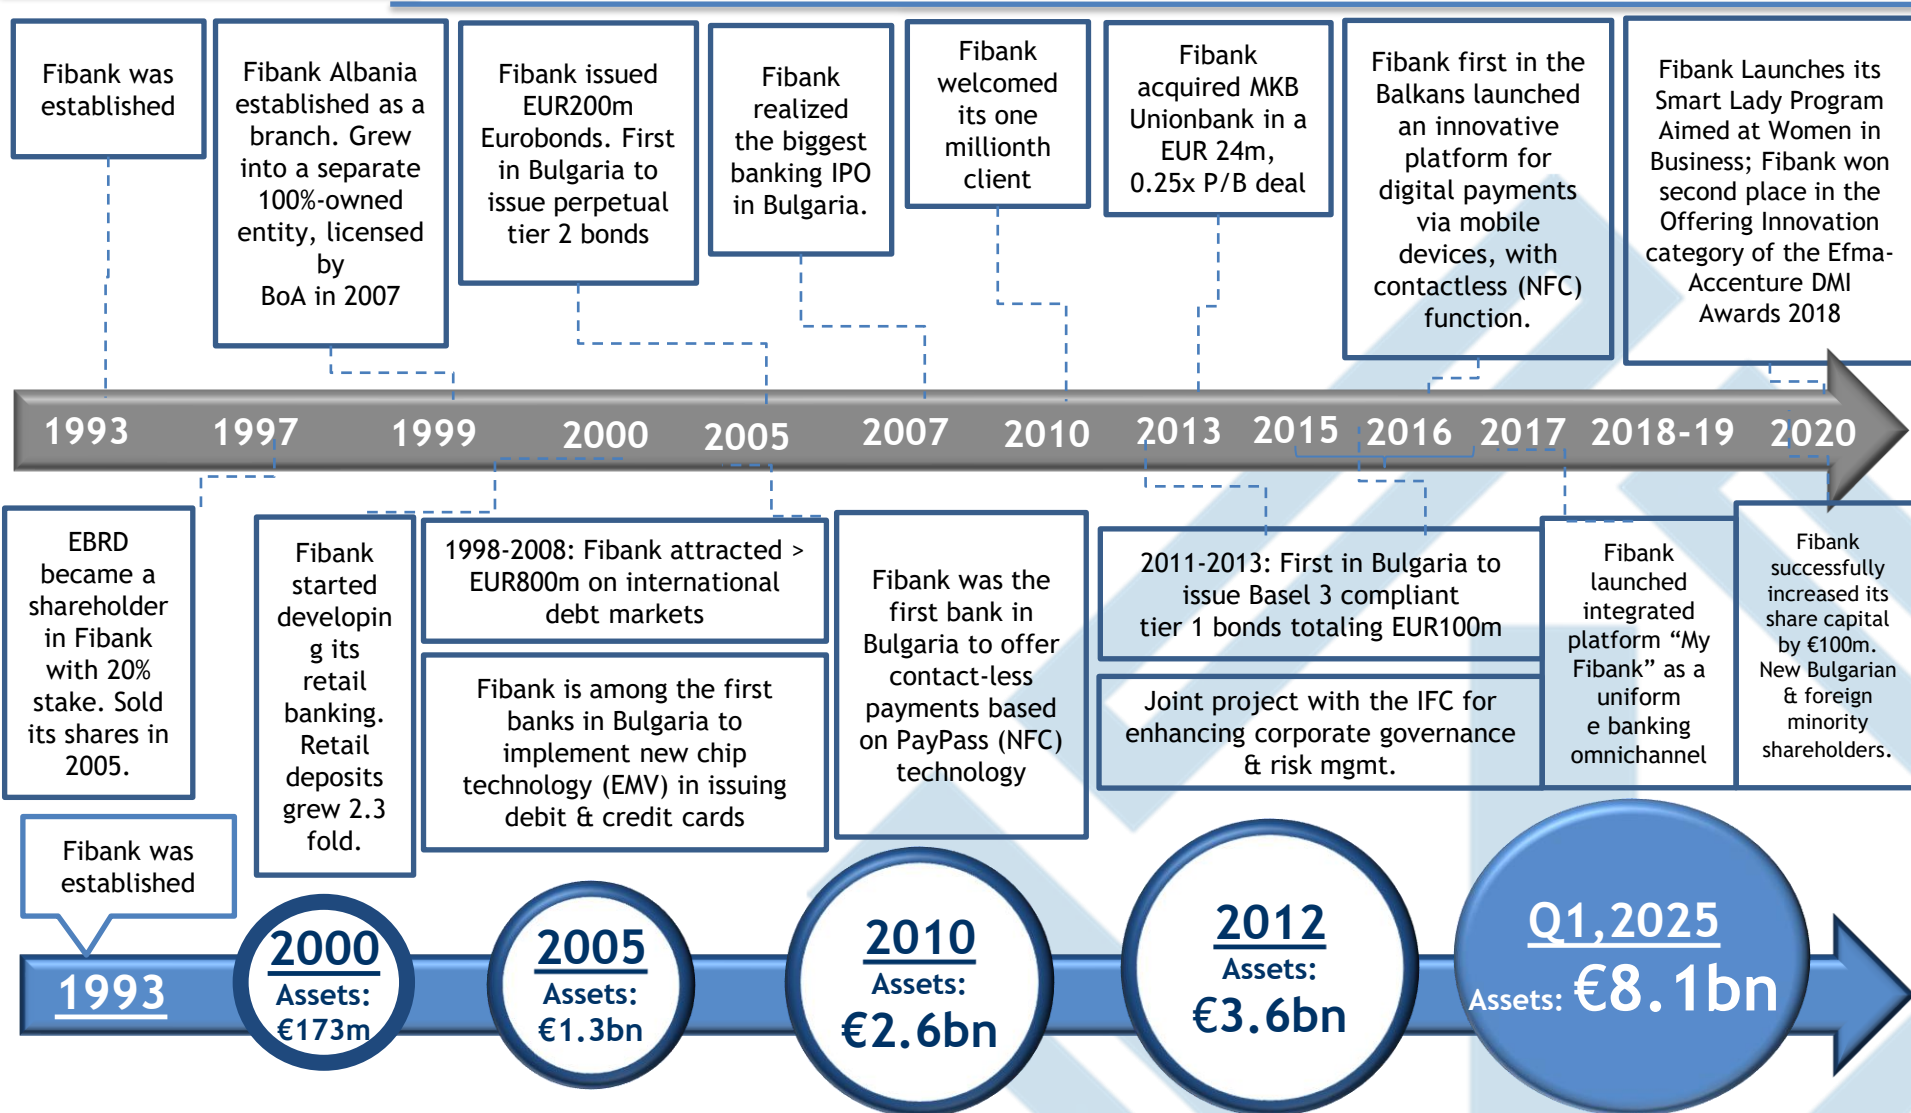 Fibank was
established
Fibank Albania
established as a
branch. Grew
into a separate
100%-owned
entity, licensed
by
BoA in 2007
Fibank issued
EUR200m
Eurobonds. First
in Bulgaria to
issue perpetual
tier 2 bonds
Fibank
realized
the biggest
banking IPO
in Bulgaria.
Fibank
welcomed
its one
millionth
client
Fibank
acquired MKB
Unionbank in a
EUR 24m,
0.25x P/B deal
Fibank first in the
Balkans launched
an innovative
platform for
digital payments
via mobile
devices, with
contactless (NFC)
function.
Fibank Launches its
Smart Lady Program
Aimed at Women in
Business; Fibank won
second place in the
Offering Innovation
category of the Efma-
Accenture DMI
Awards 2018
1993 1997 1999 2000 2005 2007 2010 2013 2015 2016 2017 2018-19 2020
EBRD
became a
shareholder
in Fibank
with 20%
stake. Sold
its shares in
2005.
Fibank
started
developin
g its
retail
banking.
Retail
deposits
grew 2.3
fold.
1998-2008: Fibank attracted >
EUR800m on international
debt markets
Fibank is among the first
banks in Bulgaria to
implement new chip
technology (EMV) in issuing
debit & credit cards
Fibank was the
first bank in
Bulgaria to offer
contact-less
payments based
on PayPass (NFC)
technology
2011-2013: First in Bulgaria to
issue Basel 3 compliant
tier 1 bonds totaling EUR100m
Joint project with the IFC for
enhancing corporate governance
& risk mgmt.
Fibank
launched
integrated
platform “My
Fibank” as a
uniform
e banking
omnichannel
Fibank
successfully
increased its
share capital
by €100m.
New Bulgarian
& foreign
minority
shareholders.
Fibank was
established
1993
2000
Assets:
€173m
2005
Assets:
€1.3bn
2010
Assets:
€2.6bn
2012
Assets:
€3.6bn
Q1,2025
Assets: €8.1bn